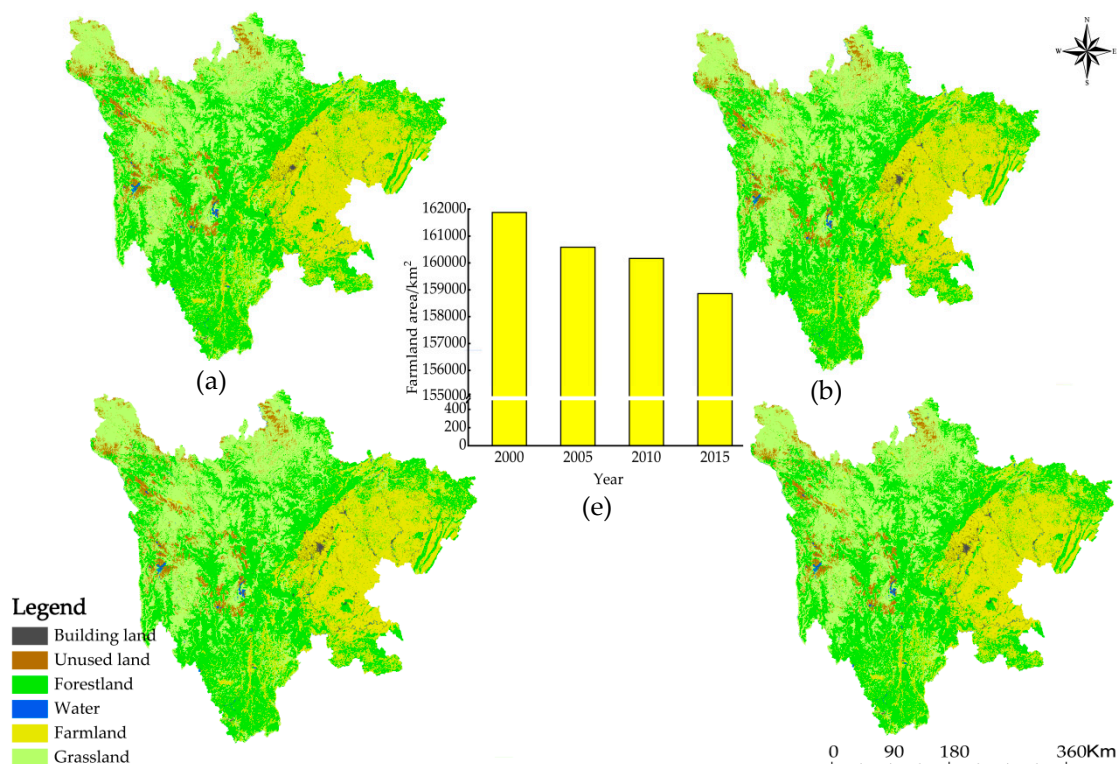 N
W E
S
162000
161000
160000
159000
158000
157000
156000
155000
400
200
0
Farmland area/km²
2000 2005 2010 2015
Year
(a)
(b)
(e)
Legend
Building land
Unused land
Forestland
Water
Farmland
Grassland
0 90 180 360Km